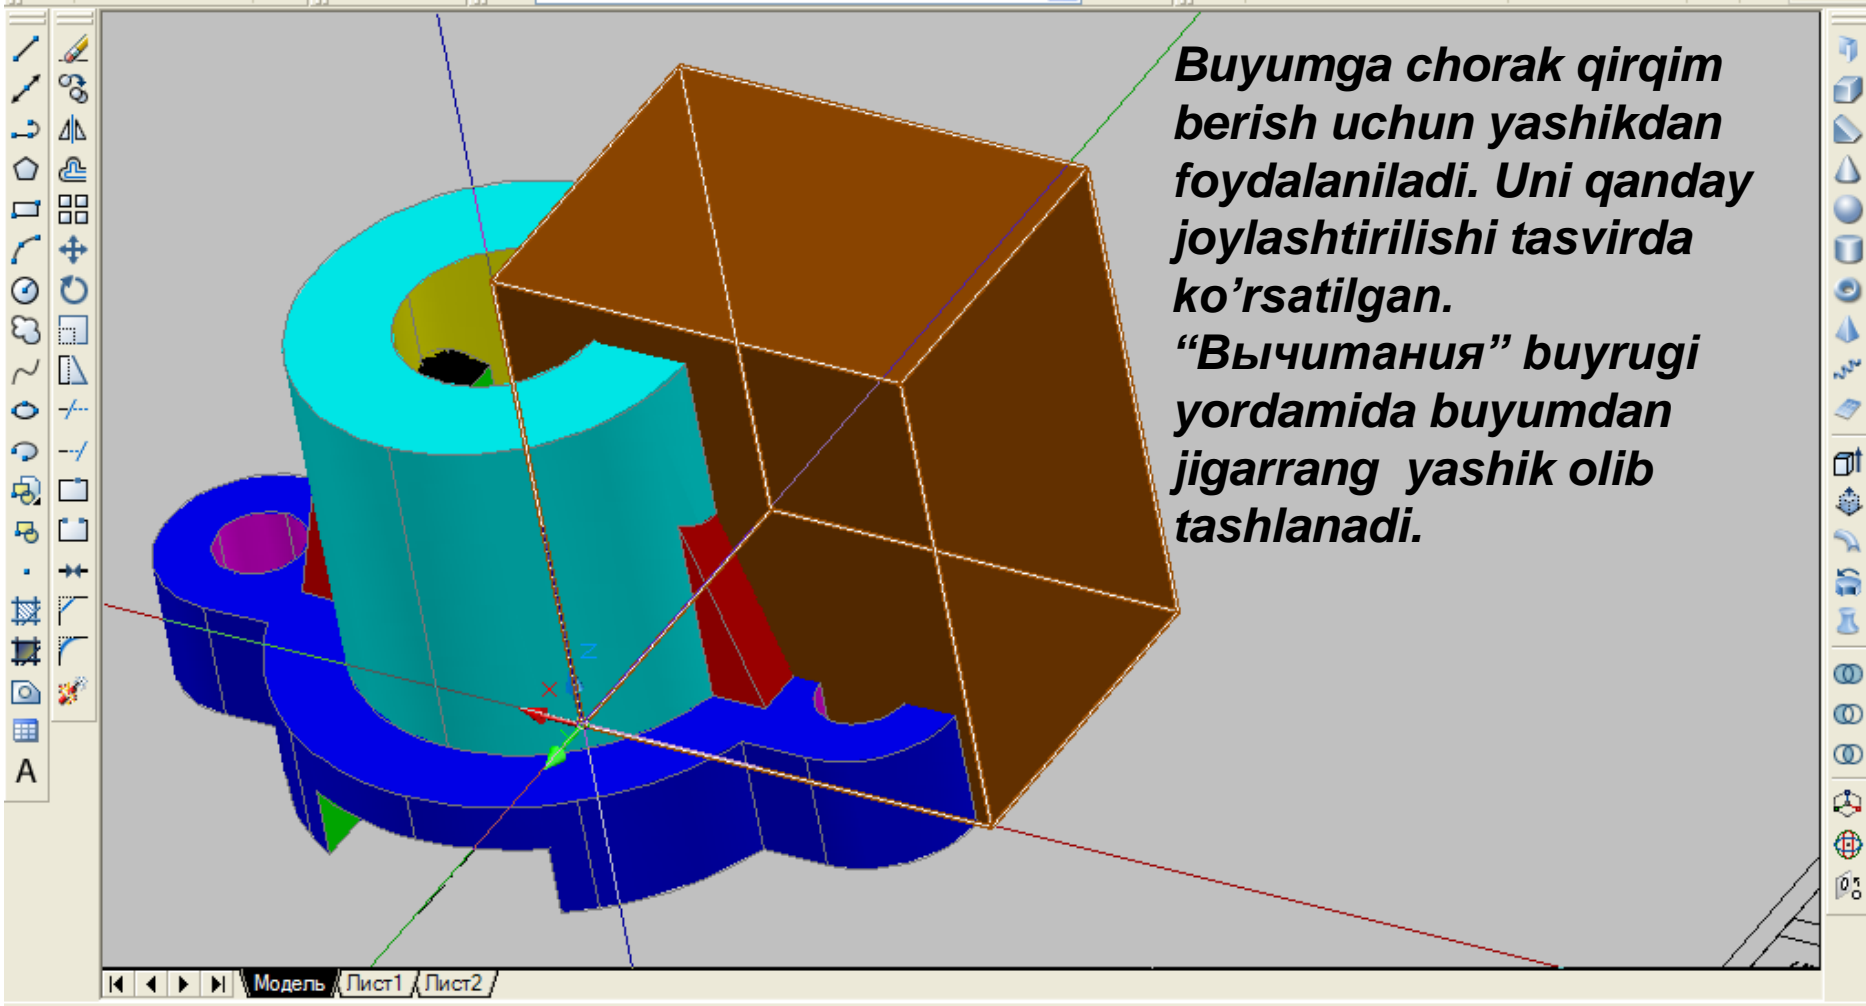 Buyumga chorak qirqim
berish uchun yashikdan
foydalaniladi. Uni qanday
joylashtirilishi tasvirda
ko’rsatilgan.
“Вычитания” buyrugi
yordamida buyumdan
jigarrang yashik olib
tashlanadi.
Z
X
Y
A
Модель Лист1 Лист2